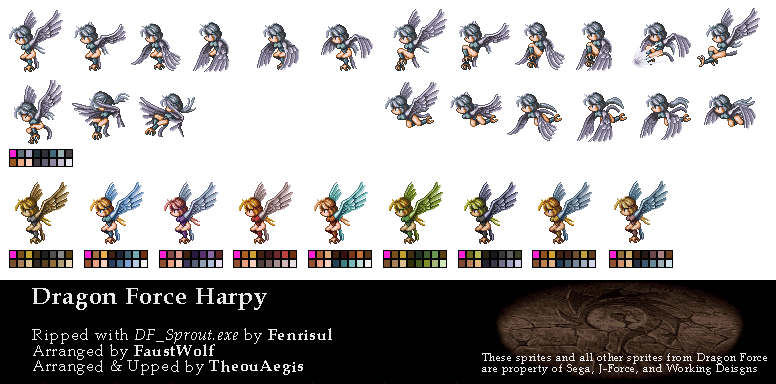 Dragon Force Harpy
Ripped with DF_Sprout.exe by Fenrisul
Arranged by FaustWolf
Arranged & Upped by TheouAegis
These sprites and all other sprites from Dragon Force
are property of Sega, J-Force, and Working Deisgns